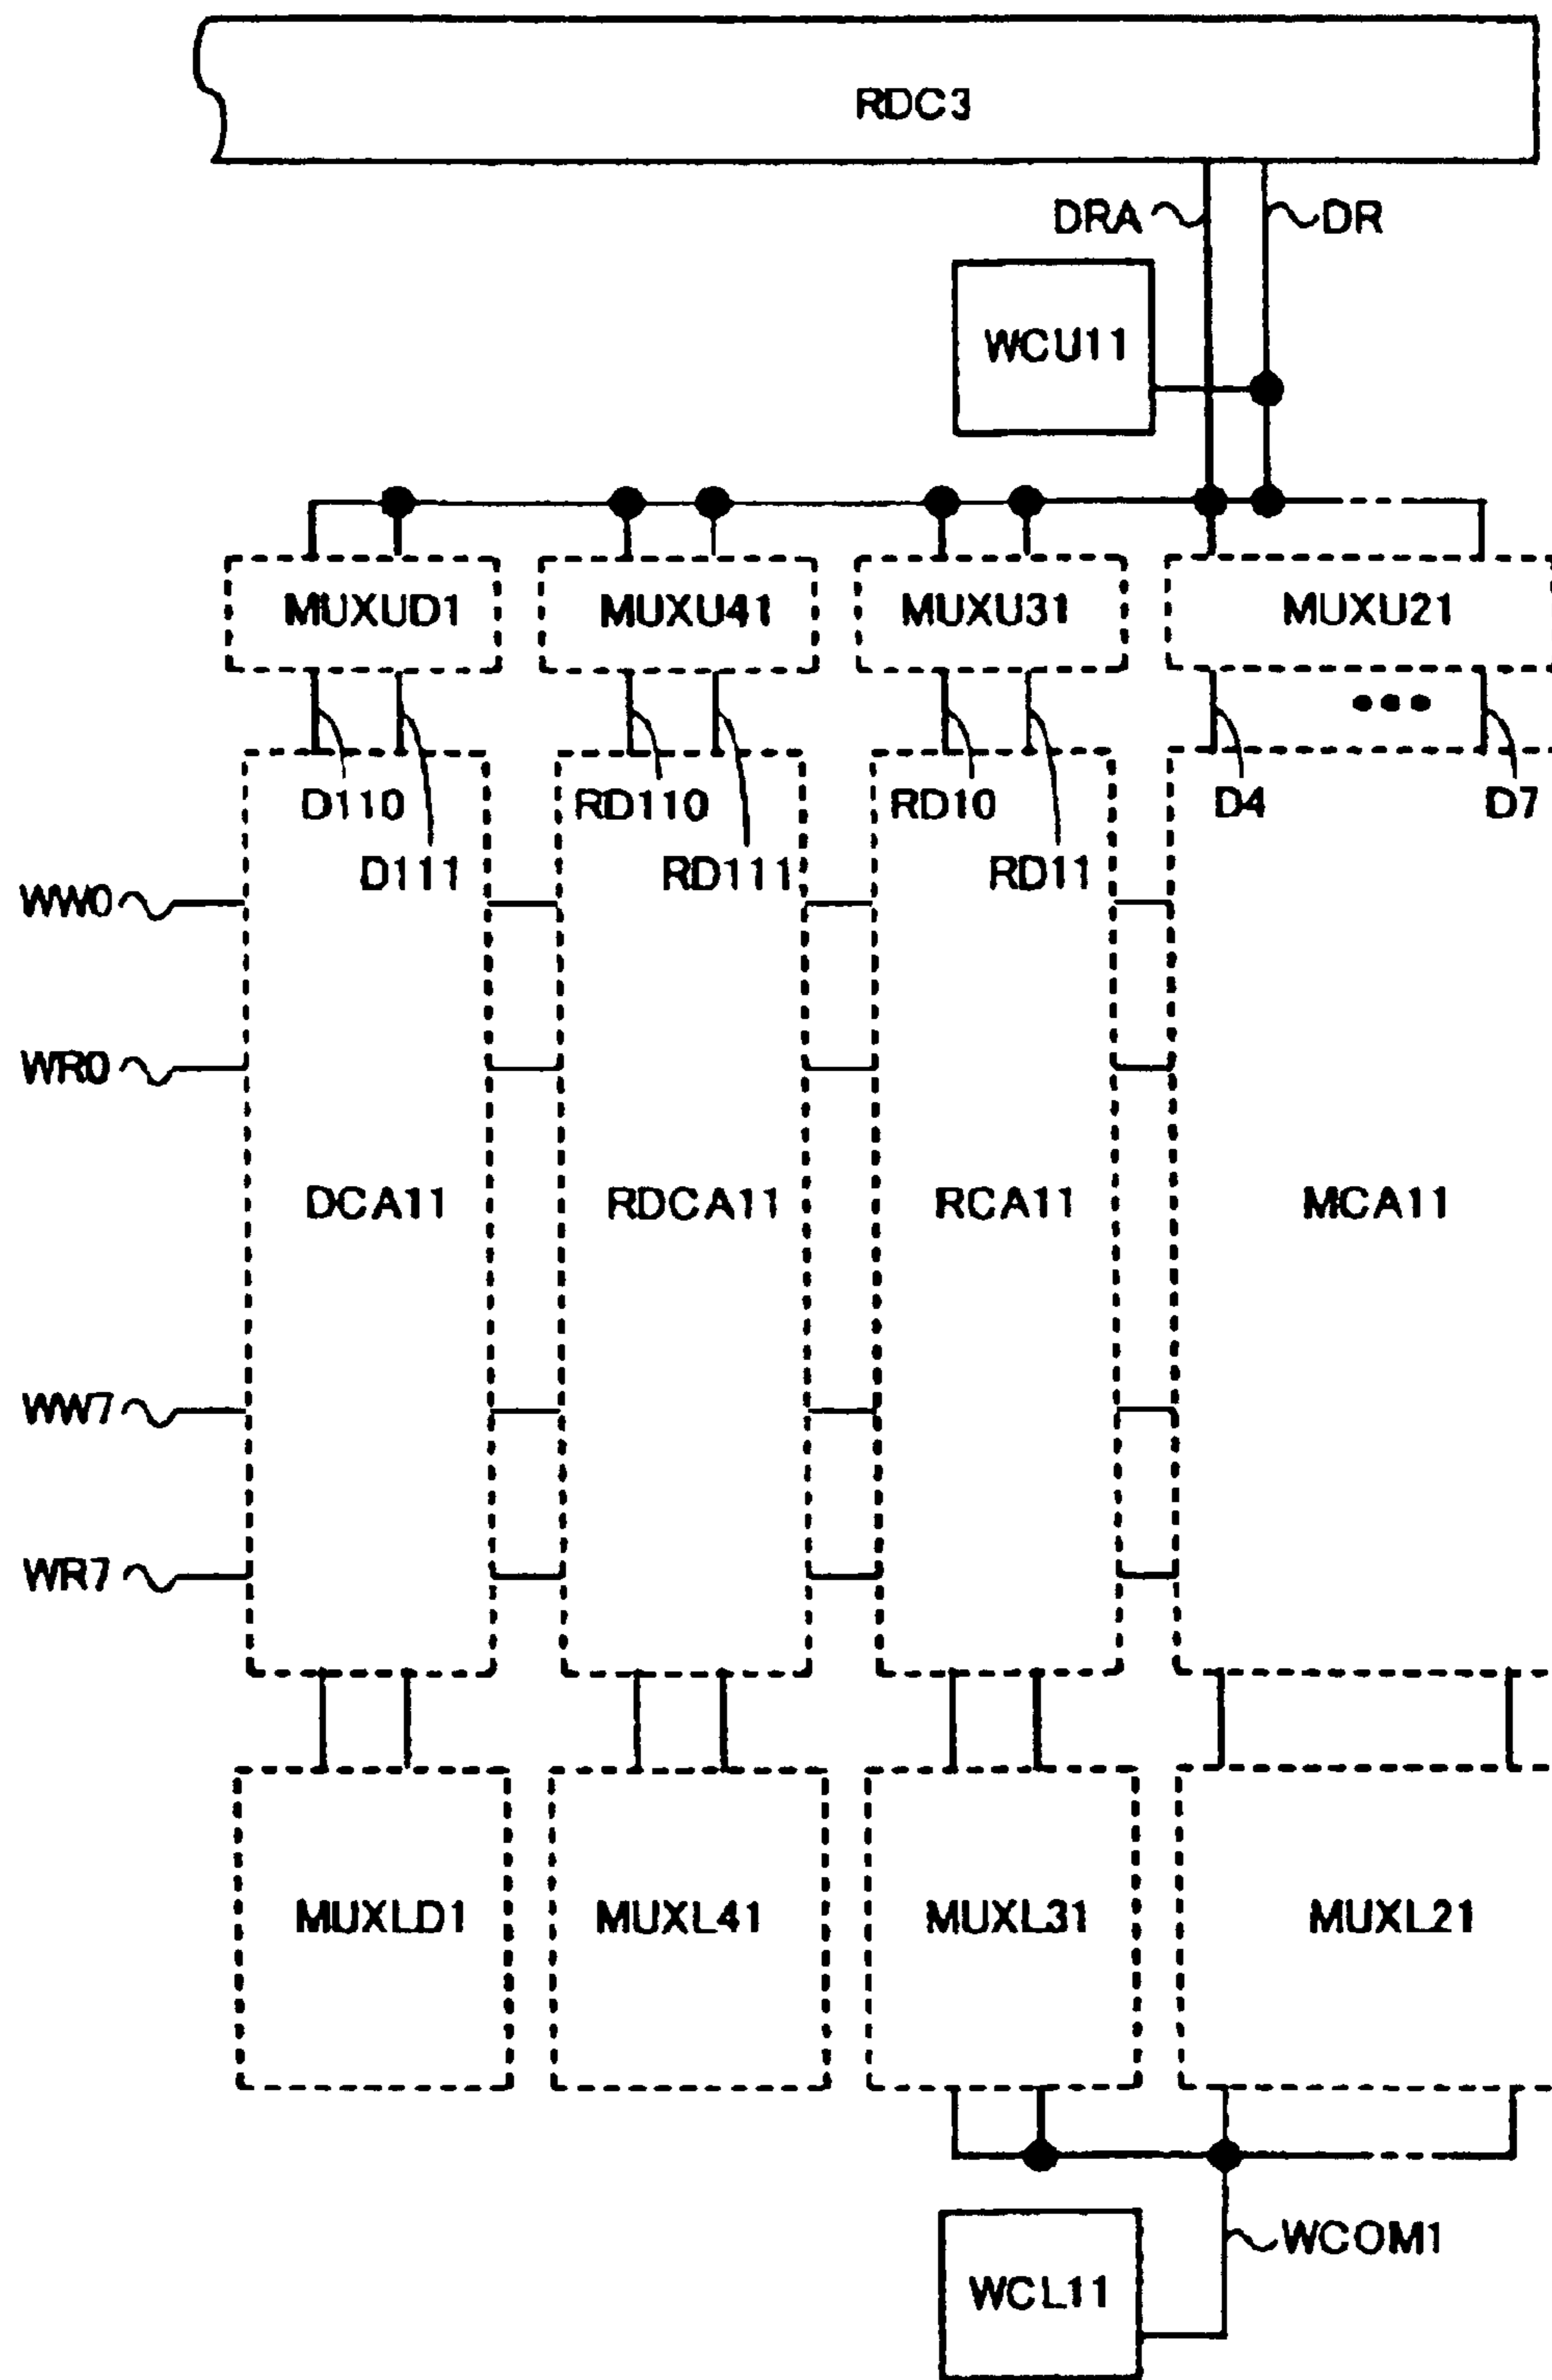 RDC3
DRA DR
WCU11
MUXUD1 MUXU41 MUXU31 MUXU21
D110 RD110 RD10 D4 D7
D111 RD111 RD11
WW0
WR0
DCA11 RDCA11 RCA11 MCA11
WW7
WR7
MUXLD1 MUXL41 MUXL31 MUXL21
WCOM1
WCL11